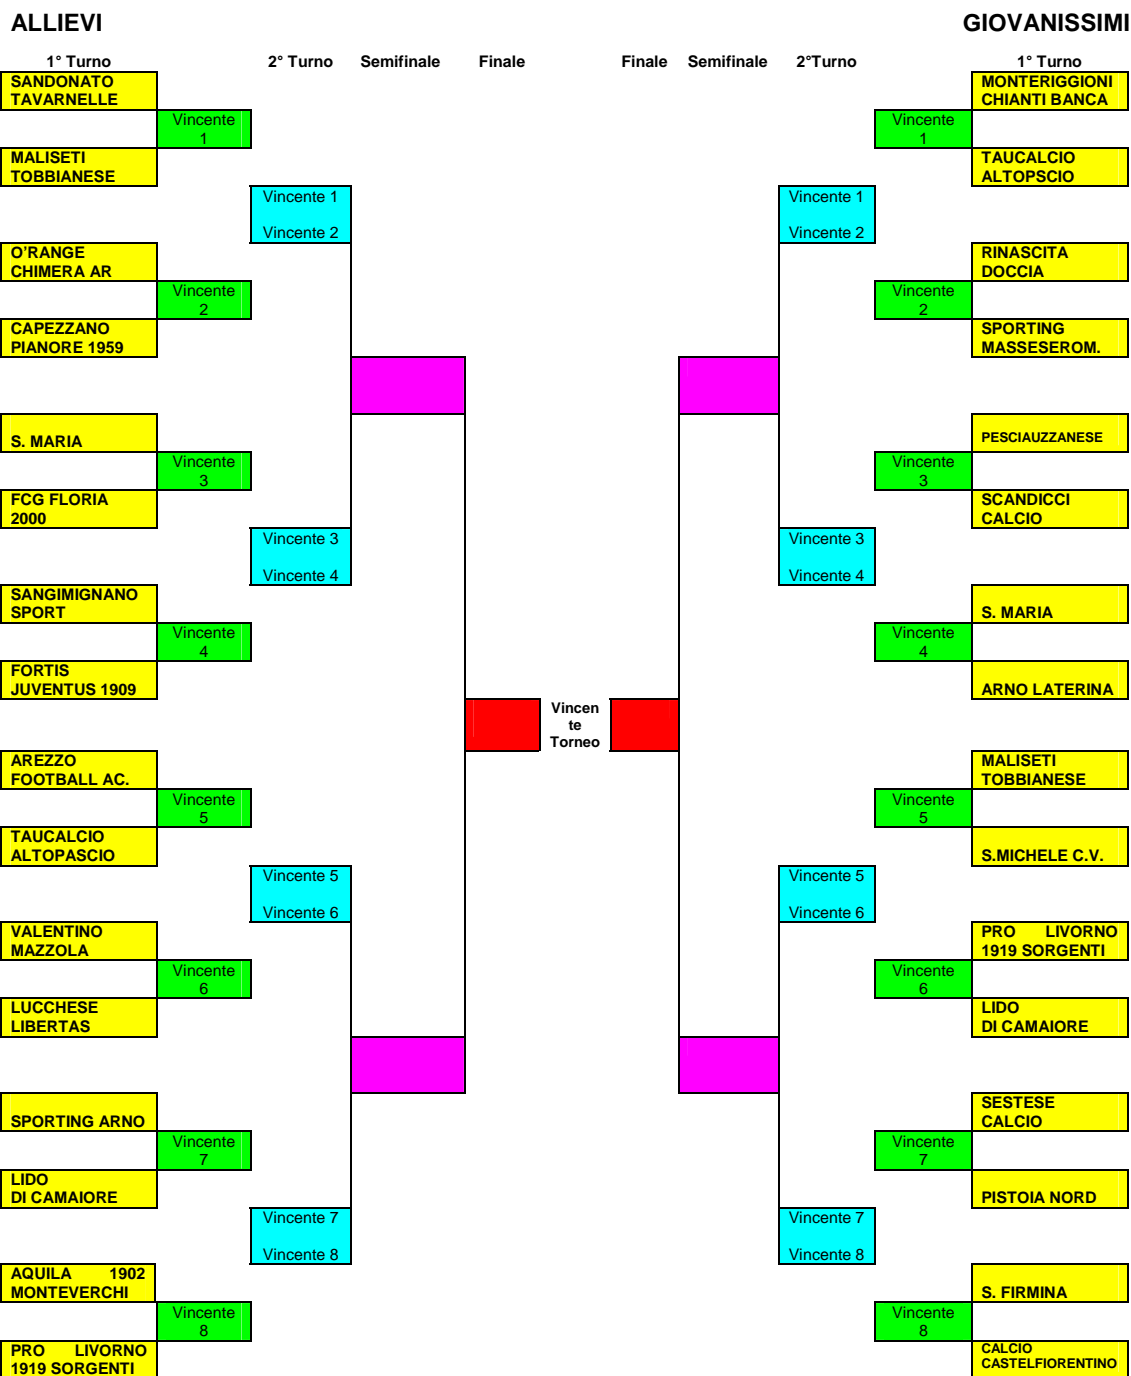 ALLIEVI GIOVANISSIMI
1° Turno 2° Turno Semifinale Finale Finale Semifinale 2°Turno 1° Turno
SANDONATO
TAVARNELLE
MONTERIGGIONI
CHIANTI BANCA
Vincente
1
Vincente
1
MALISETI
TOBBIANESE
TAUCALCIO
ALTOPSCIO
Vincente 1
Vincente 2
Vincente 1
Vincente 2
O'RANGE
CHIMERA AR
RINASCITA
DOCCIA
Vincente
2
Vincente
2
CAPEZZANO
PIANORE 1959
SPORTING
MASSESEROM.
S. MARIA
PESCIAUZZANESE
Vincente
3
Vincente
3
FCG FLORIA
2000
SCANDICCI
CALCIO
Vincente 3
Vincente 4
Vincente 3
Vincente 4
SANGIMIGNANO
SPORT
S. MARIA
Vincente
4
Vincente
4
FORTIS
JUVENTUS 1909
ARNO LATERINA
Vincen
te
Torneo
AREZZO
FOOTBALL AC.
MALISETI
TOBBIANESE
Vincente
5
Vincente
5
TAUCALCIO
ALTOPASCIO
S.MICHELE C.V.
Vincente 5
Vincente 6
Vincente 5
Vincente 6
VALENTINO
MAZZOLA
PRO LIVORNO
1919 SORGENTI
Vincente
6
Vincente
6
LUCCHESE
LIBERTAS
LIDO
DI CAMAIORE
SPORTING ARNO
SESTESE
CALCIO
Vincente
7
Vincente
7
LIDO
DI CAMAIORE
PISTOIA NORD
Vincente 7
Vincente 8
Vincente 7
Vincente 8
AQUILA 1902
MONTEVERCHI
S. FIRMINA
Vincente
8
Vincente
8
PRO LIVORNO
1919 SORGENTI
CALCIO
CASTELFIORENTINO